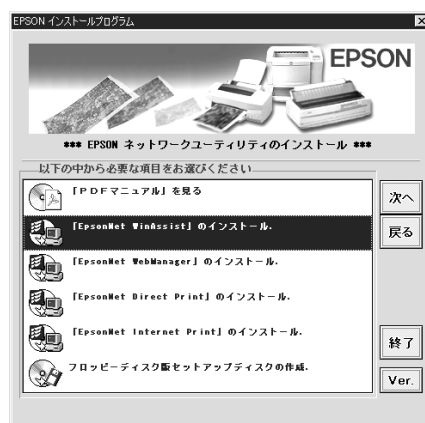 EPSON インストールプログラム
EPSON
*** EPSON ネットワークユーティリティのインストール ***
以下の中から必要な項目をお選びください
「PDFマニュアル」を見る
「EpsonNet WinAssist」のインストール.
「EpsonNet WebManager」のインストール.
「EpsonNet Direct Print」のインストール.
「EpsonNet Internet Print」のインストール.
フロッピーディスク版セットアップディスクの作成.
次へ
戻る
終了
Ver.